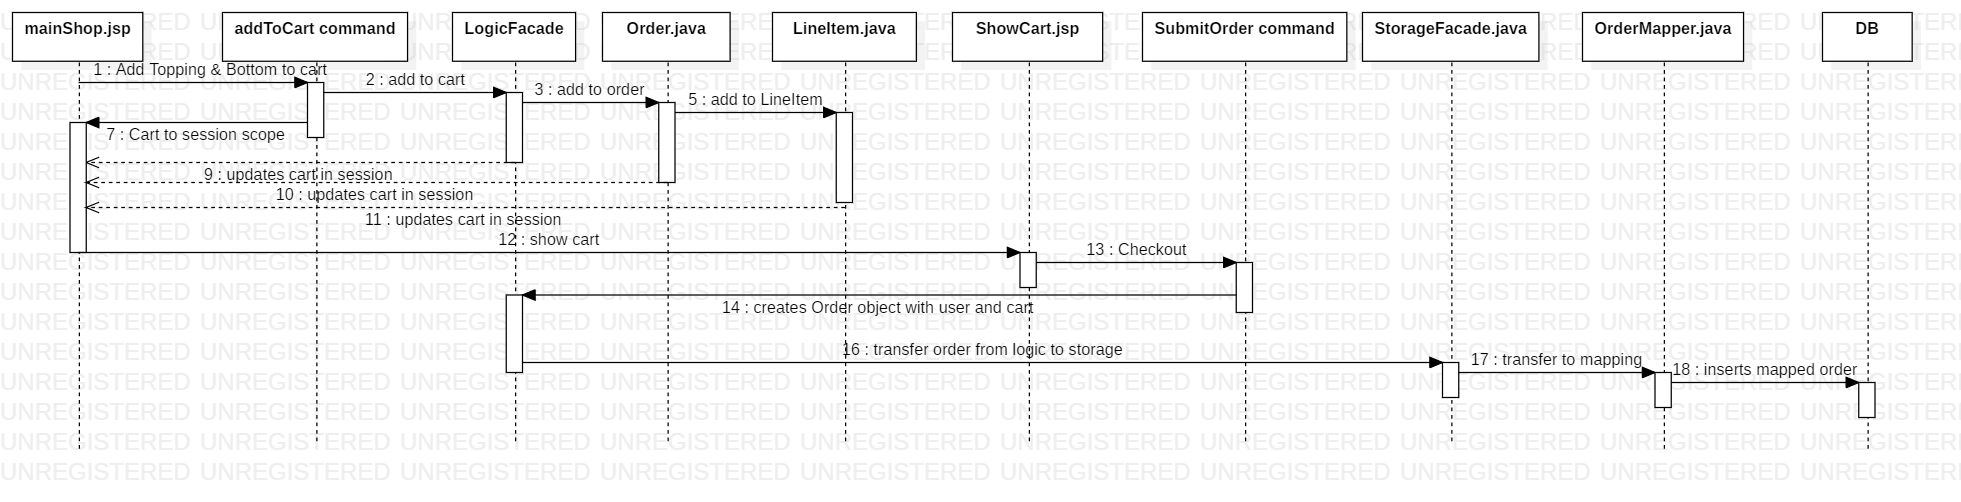 mainShop.jsp
addToCart command
LogicFacade
Order.java
LineItem.java
ShowCart.jsp
SubmitOrder command
StorageFacade.java
OrderMapper.java
DB
1 : Add Topping & Bottom to cart
2 : add to cart
3 : add to order
5 : add to LineItem
7 : Cart to session scope
9 : updates cart in session
10 : updates cart in session
11 : updates cart in session
12 : show cart
13 : Checkout
14 : creates Order object with user and cart
16 : transfer order from logic to storage
17 : transfer to mapping
18 : inserts mapped order
UNREGISTERED UNREGISTERED UNREGISTERED UNREGISTERED UNREGISTERED UNREGISTERED UNREGISTERED UNREGISTERED UNREGISTERED UNREGISTERED